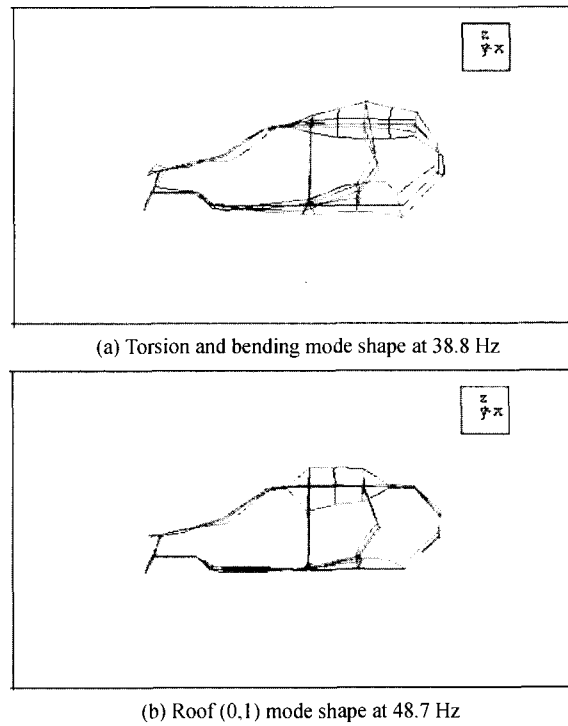 z
y x
(a) Torsion and bending mode shape at 38.8 Hz
z
y x
(b) Roof (0,1) mode shape at 48.7 Hz